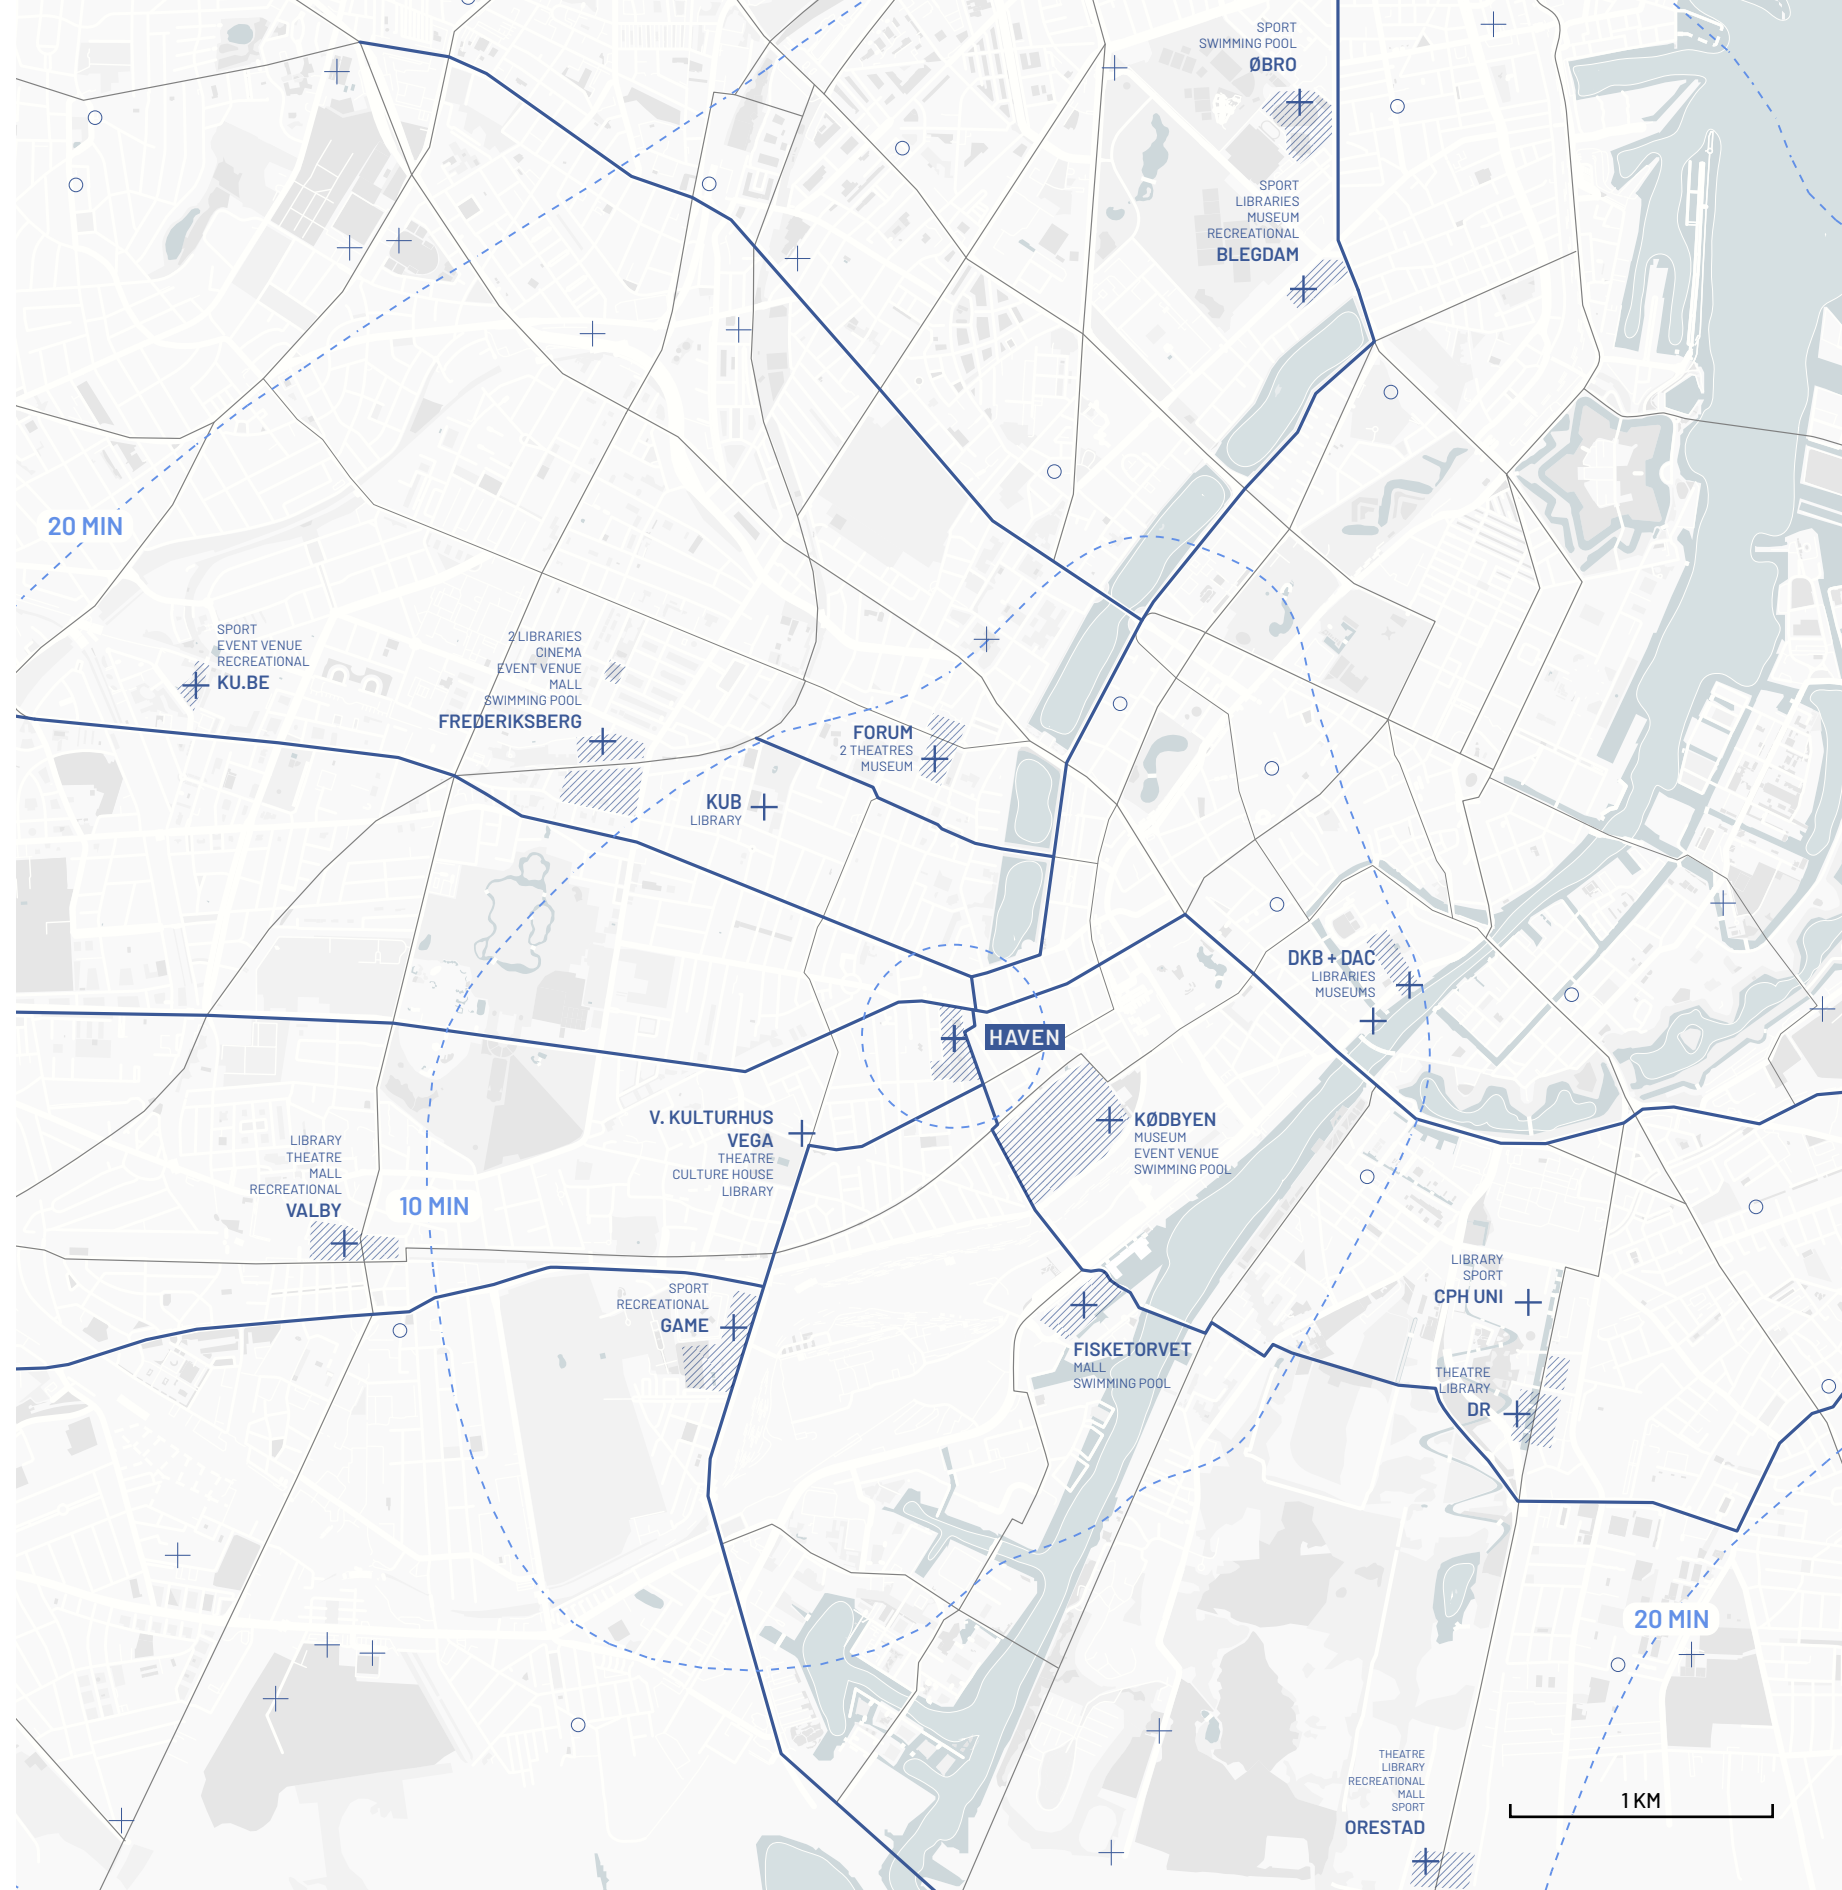 SPORT
SWIMMING POOL
ØBRO
SPORT
LIBRARIES
MUSEUM
RECREATIONAL
BLEGDAM
20 MIN
SPORT
EVENT VENUE
RECREATIONAL
KU.BE
2 LIBRARIES
CINEMA
EVENT VENUE
MALL
SWIMMING POOL
FREDERIKSBERG
FORUM
2 THEATRES
MUSEUM
KUB
LIBRARY
DKB + DAC
LIBRARIES
MUSEUMS
HAVEN
V. KULTURHUS
VEGA
THEATRE
CULTURE HOUSE
LIBRARY
KØDBYEN
MUSEUM
EVENT VENUE
SWIMMING POOL
LIBRARY
THEATRE
MALL
RECREATIONAL
VALBY
10 MIN
SPORT
RECREATIONAL
GAME
FISKETORVET
MALL
SWIMMING POOL
LIBRARY
SPORT
CPH UNI
THEATRE
LIBRARY
DR
20 MIN
THEATRE
LIBRARY
RECREATIONAL
MALL
SPORT
ORESTAD
1 KM